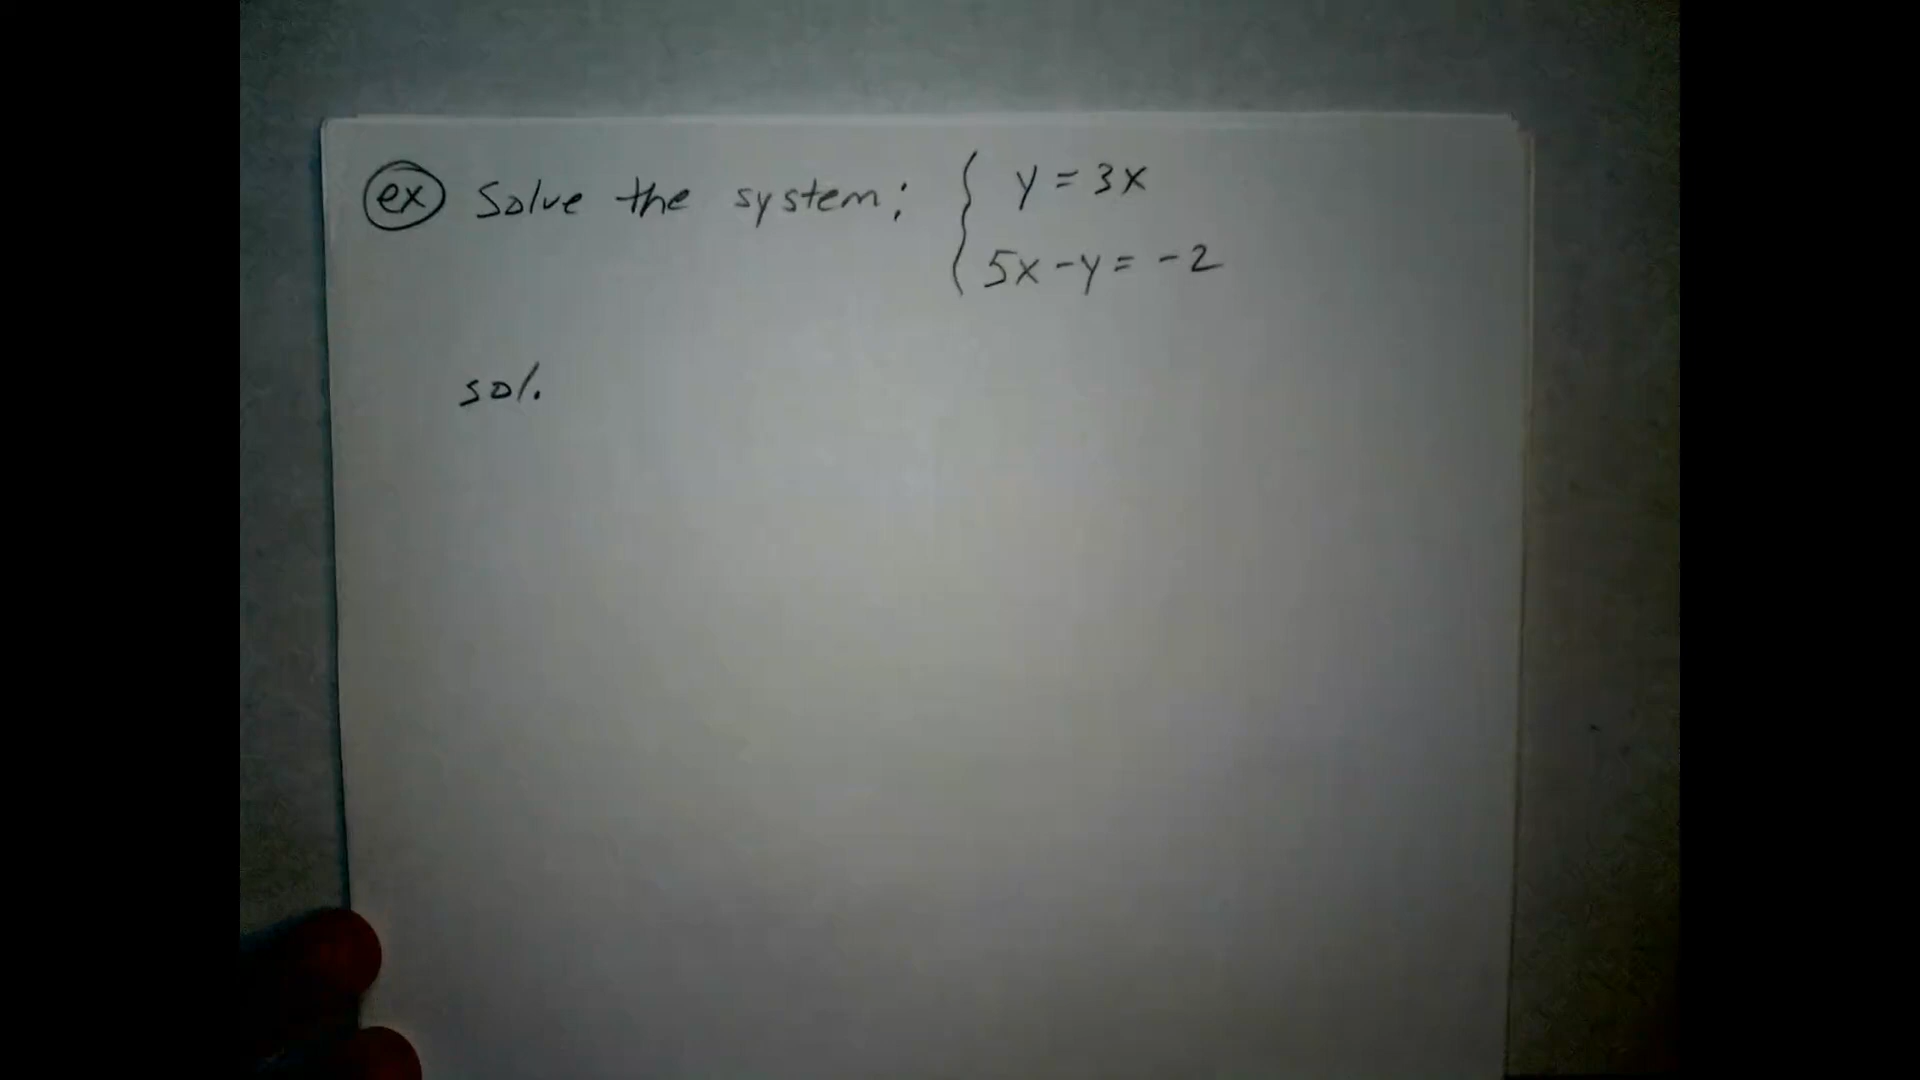 ex Solve the system: { y = 3x
5x - y = -2
sol.